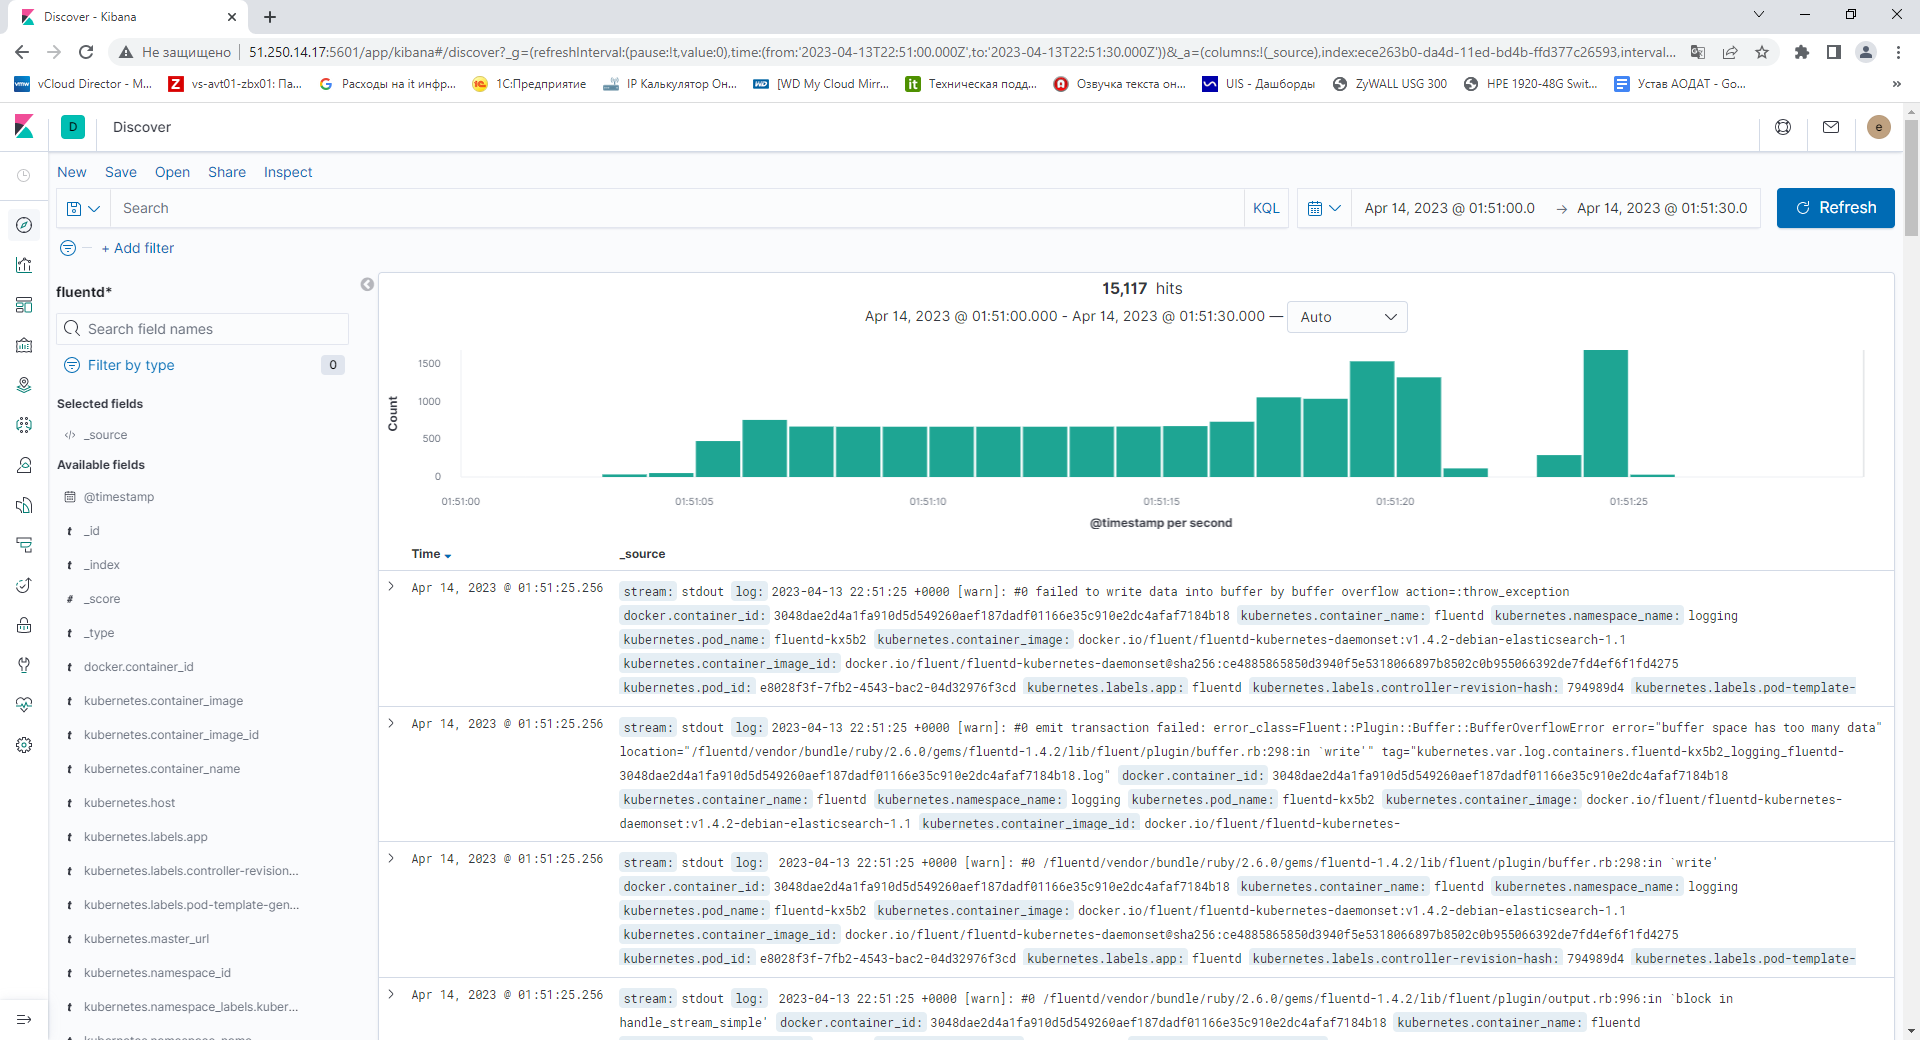 Discover - Kibana
Не защищено
51.250.14.17:5601/app/kibana#/discover?_g=(refreshInterval:(pause:!t,value:0),time:(from:'2023-04-13T22:51:00.000Z',to:'2023-04-13T22:51:30.000Z'))&_a=(columns:!(_source),index:ece263b0-da4d-11ed-bd4b-ffd377c26593,interval...
vCloud Director - M...
vs-avt01-zbx01: Па...
Расходы на it инфр...
1С:Предприятие
IP Калькулятор Он...
[WD My Cloud Mirr...
Техническая подд...
Озвучка текста он...
UIS - Дашборды
ZyWALL USG 300
HPE 1920-48G Swit...
Устав АОДАТ - Go...
D
Discover
e
New Save Open Share Inspect
Search
KQL
Apr 14, 2023 @ 01:51:00.0 → Apr 14, 2023 @ 01:51:30.0
Refresh
+ Add filter
fluentd*
Search field names
Filter by type 0
Selected fields
_source
Available fields
@timestamp
t _id
t _index
# _score
t _type
t docker.container_id
t kubernetes.container_image
t kubernetes.container_image_id
t kubernetes.container_name
t kubernetes.host
t kubernetes.labels.app
t kubernetes.labels.controller-revision...
t kubernetes.labels.pod-template-gen...
t kubernetes.master_url
t kubernetes.namespace_id
t kubernetes.namespace_labels.kuber...
15,117 hits
Apr 14, 2023 @ 01:51:00.000 - Apr 14, 2023 @ 01:51:30.000 — Auto
Count
1500
1000
500
0
01:51:00 01:51:05 01:51:10 01:51:15 01:51:20 01:51:25
@timestamp per second
Time _source
Apr 14, 2023 @ 01:51:25.256
stream: stdout log: 2023-04-13 22:51:25 +0000 [warn]: #0 failed to write data into buffer by buffer overflow action=:throw_exception
docker.container_id: 3048dae2d4a1fa910d5d549260aef187dadf01166e35c910e2dc4afaf7184b18 kubernetes.container_name: fluentd kubernetes.namespace_name: logging
kubernetes.pod_name: fluentd-kx5b2 kubernetes.container_image: docker.io/fluent/fluentd-kubernetes-daemonset:v1.4.2-debian-elasticsearch-1.1
kubernetes.container_image_id: docker.io/fluent/fluentd-kubernetes-daemonset@sha256:ce4885865850d3940f5e5318066897b8502c0b955066392de7fd4ef6f1fd4275
kubernetes.pod_id: e8028f3f-7fb2-4543-bac2-04d32976f3cd kubernetes.labels.app: fluentd kubernetes.labels.controller-revision-hash: 794989d4 kubernetes.labels.pod-template-
Apr 14, 2023 @ 01:51:25.256
stream: stdout log: 2023-04-13 22:51:25 +0000 [warn]: #0 emit transaction failed: error_class=Fluent::Plugin::Buffer::BufferOverflowError error="buffer space has too many data"
location="/fluentd/vendor/bundle/ruby/2.6.0/gems/fluentd-1.4.2/lib/fluent/plugin/buffer.rb:298:in `write'" tag="kubernetes.var.log.containers.fluentd-kx5b2_logging_fluentd-
3048dae2d4a1fa910d5d549260aef187dadf01166e35c910e2dc4afaf7184b18.log" docker.container_id: 3048dae2d4a1fa910d5d549260aef187dadf01166e35c910e2dc4afaf7184b18
kubernetes.container_name: fluentd kubernetes.namespace_name: logging kubernetes.pod_name: fluentd-kx5b2 kubernetes.container_image: docker.io/fluent/fluentd-kubernetes-
daemonset:v1.4.2-debian-elasticsearch-1.1 kubernetes.container_image_id: docker.io/fluent/fluentd-kubernetes-
Apr 14, 2023 @ 01:51:25.256
stream: stdout log: 2023-04-13 22:51:25 +0000 [warn]: #0 /fluentd/vendor/bundle/ruby/2.6.0/gems/fluentd-1.4.2/lib/fluent/plugin/buffer.rb:298:in `write'
docker.container_id: 3048dae2d4a1fa910d5d549260aef187dadf01166e35c910e2dc4afaf7184b18 kubernetes.container_name: fluentd kubernetes.namespace_name: logging
kubernetes.pod_name: fluentd-kx5b2 kubernetes.container_image: docker.io/fluent/fluentd-kubernetes-daemonset:v1.4.2-debian-elasticsearch-1.1
kubernetes.container_image_id: docker.io/fluent/fluentd-kubernetes-daemonset@sha256:ce4885865850d3940f5e5318066897b8502c0b955066392de7fd4ef6f1fd4275
kubernetes.pod_id: e8028f3f-7fb2-4543-bac2-04d32976f3cd kubernetes.labels.app: fluentd kubernetes.labels.controller-revision-hash: 794989d4 kubernetes.labels.pod-template-
Apr 14, 2023 @ 01:51:25.256
stream: stdout log: 2023-04-13 22:51:25 +0000 [warn]: #0 /fluentd/vendor/bundle/ruby/2.6.0/gems/fluentd-1.4.2/lib/fluent/plugin/output.rb:996:in `block in
handle_stream_simple' docker.container_id: 3048dae2d4a1fa910d5d549260aef187dadf01166e35c910e2dc4afaf7184b18 kubernetes.container_name: fluentd